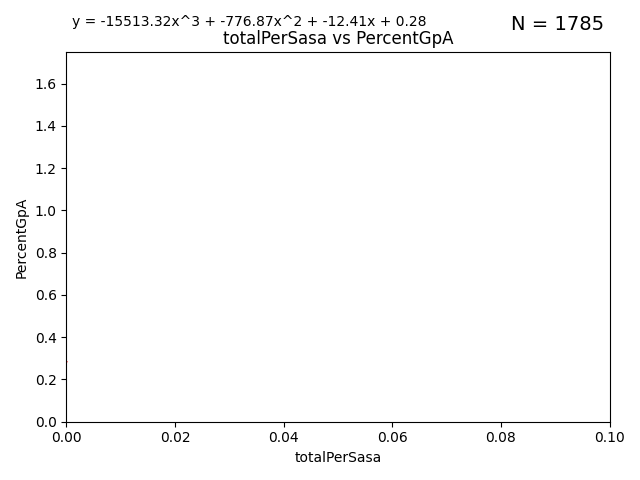 y = -15513.32x^3 + -776.87x^2 + -12.41x + 0.28
N = 1785
totalPerSasa vs PercentGpA
PercentGpA
1.6
1.4
1.2
1.0
0.8
0.6
0.4
0.2
0.0
0.00 0.02 0.04 0.06 0.08 0.10
totalPerSasa